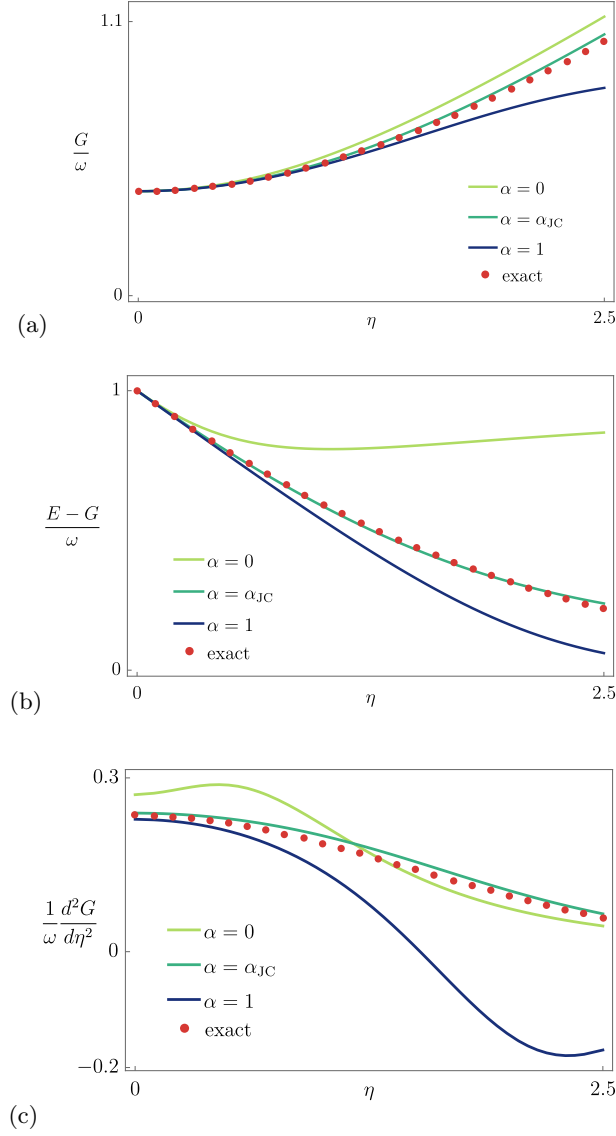 1.1
G
ω
α = 0
α = α_JC
α = 1
exact
0
0
η
2.5
(a)
1
E − G
ω
α = 0
α = α_JC
α = 1
exact
0
0
η
2.5
(b)
0.3
1 d²G
ω dη²
0
α = 0
α = α_JC
α = 1
exact
−0.2
0
η
2.5
(c)